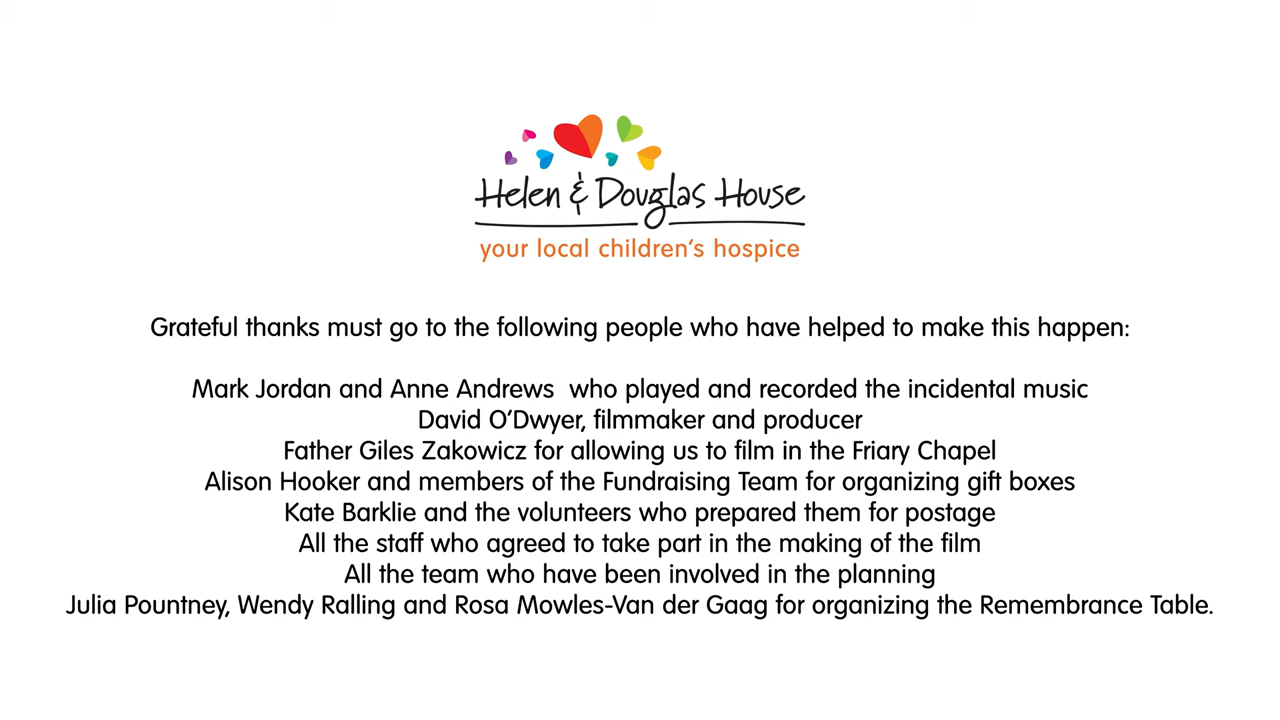 Helen & Douglas House
your local children's hospice
Grateful thanks must go to the following people who have helped to make this happen:
Mark Jordan and Anne Andrews  who played and recorded the incidental music
David O'Dwyer, filmmaker and producer
Father Giles Zakowicz for allowing us to film in the Friary Chapel
Alison Hooker and members of the Fundraising Team for organizing gift boxes
Kate Barklie and the volunteers who prepared them for postage
All the staff who agreed to take part in the making of the film
All the team who have been involved in the planning
Julia Pountney, Wendy Ralling and Rosa Mowles-Van der Gaag for organizing the Remembrance Table.